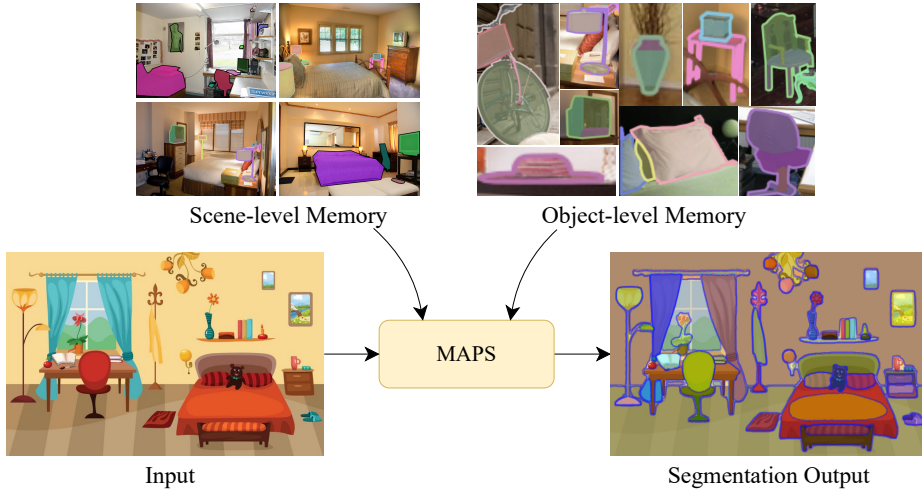 Scene-level Memory
Object-level Memory
MAPS
Input
Segmentation Output